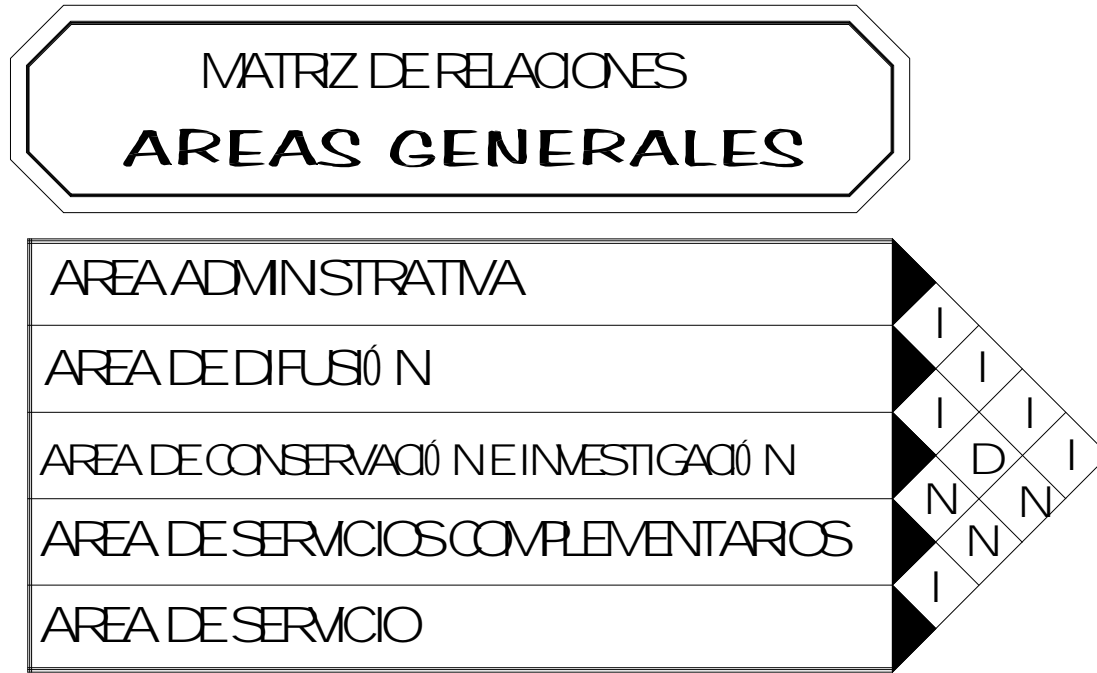 MATRIZ DE RELACIONES
AREAS GENERALES
AREA ADMINISTRATIVA
AREA DE DIFUSIÓN
AREA DE CONSERVACIÓN E INVESTIGACIÓN
AREA DE SERVICIOS COMPLEMENTARIOS
AREA DE SERVICIO
I
I
I
I
I
D
N
N
N
I